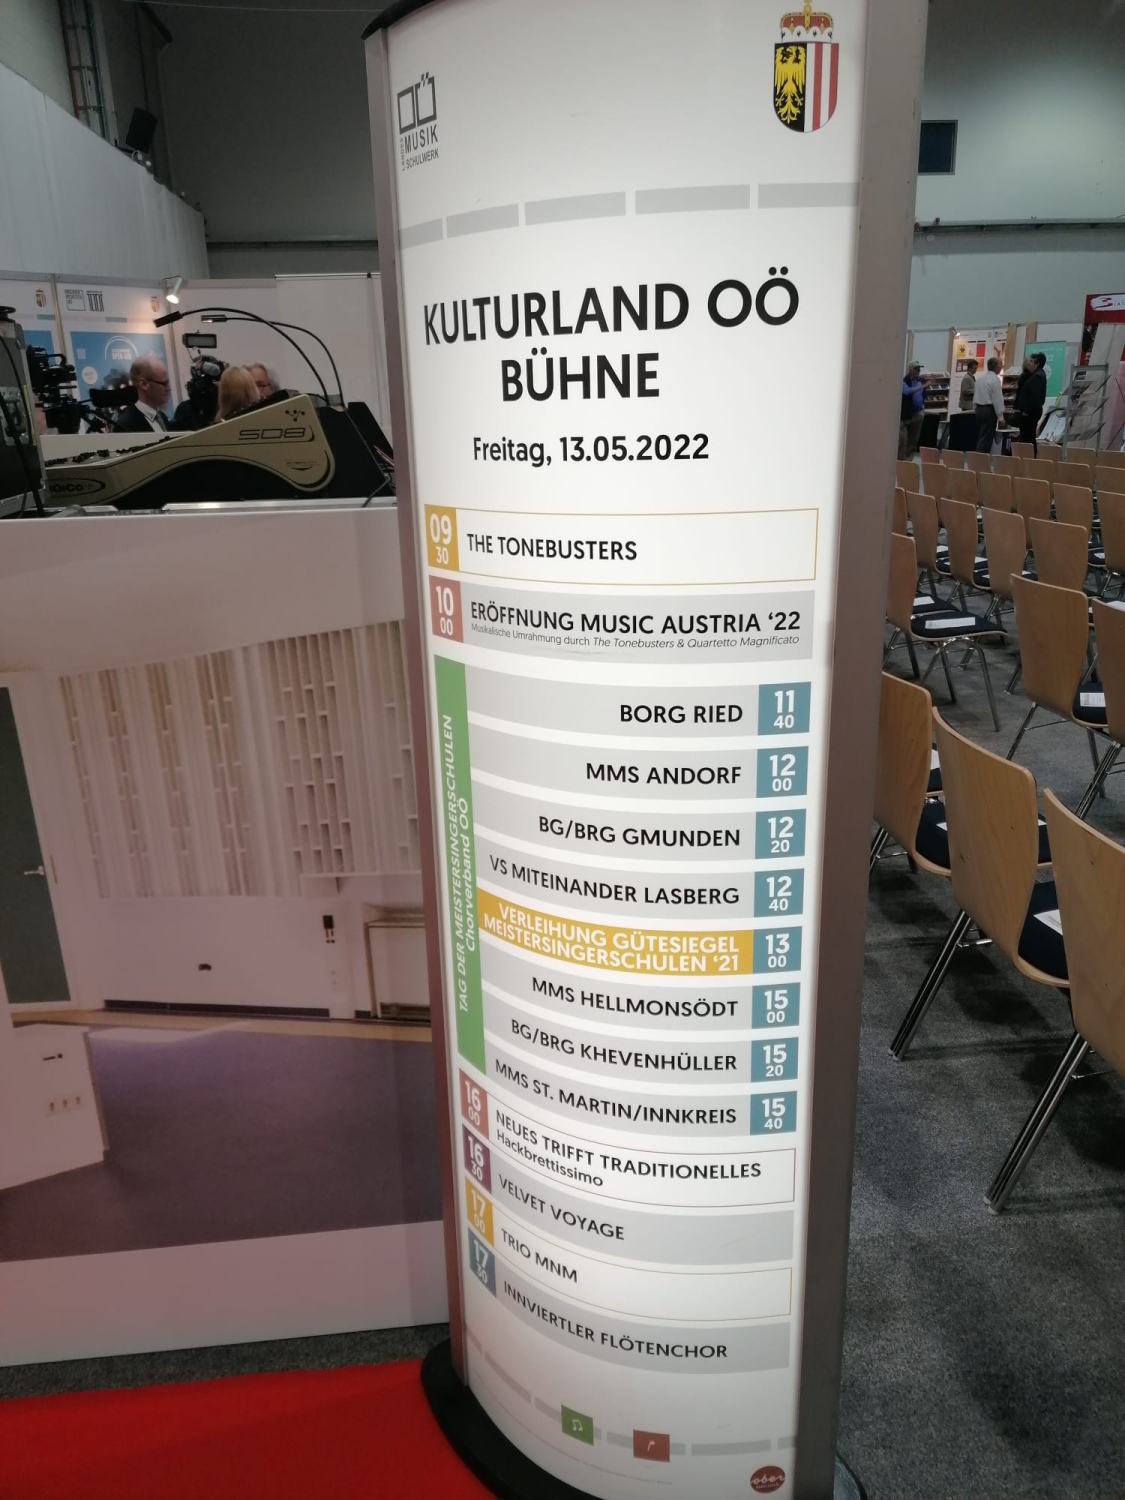 OÖ
LANDES
MUSIK
SCHULWERK
KULTURLAND OÖ
BÜHNE
Freitag, 13.05.2022
09 30 THE TONEBUSTERS
10 00 ERÖFFNUNG MUSIC AUSTRIA ‘22
Musikalische Umrahmung durch The Tonebusters & Quartetto Magnificato
TAG DER MEISTERSINGERSCHULEN
Chorverband OÖ
BORG RIED 11 40
MMS ANDORF 12 00
BG/BRG GMUNDEN 12 20
VS MITEINANDER LASBERG 12 40
VERLEIHUNG GÜTESIEGEL
MEISTERSINGERSCHULEN ‘21 13 00
MMS HELLMONSÖDT 15 00
BG/BRG KHEVENHÜLLER 15 20
MMS ST. MARTIN/INNKREIS 15 40
16 00 NEUES TRIFFT TRADITIONELLES
Hackbrettissimo
16 30 VELVET VOYAGE
17 00 TRIO MNM
17 30 INNVIERTLER FLÖTENCHOR
ober
SD8
DiGiCo